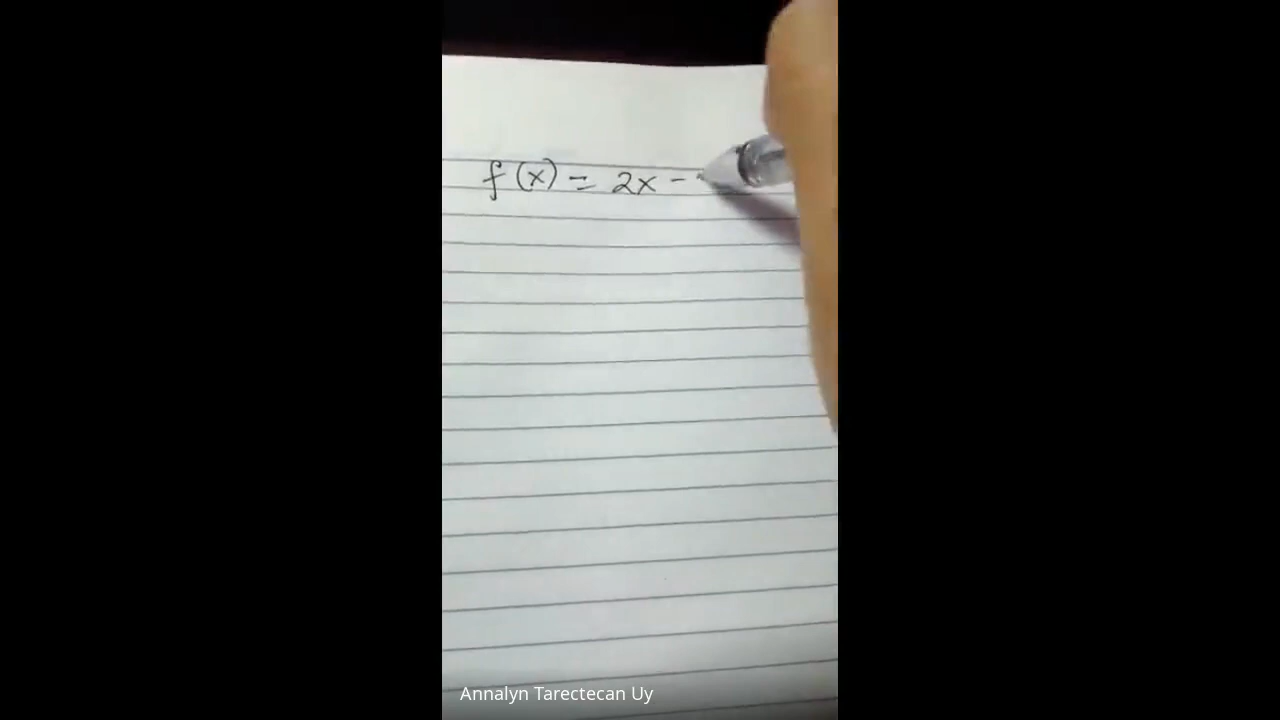 f(x) = 2x -
Annalyn Tarectecan Uy